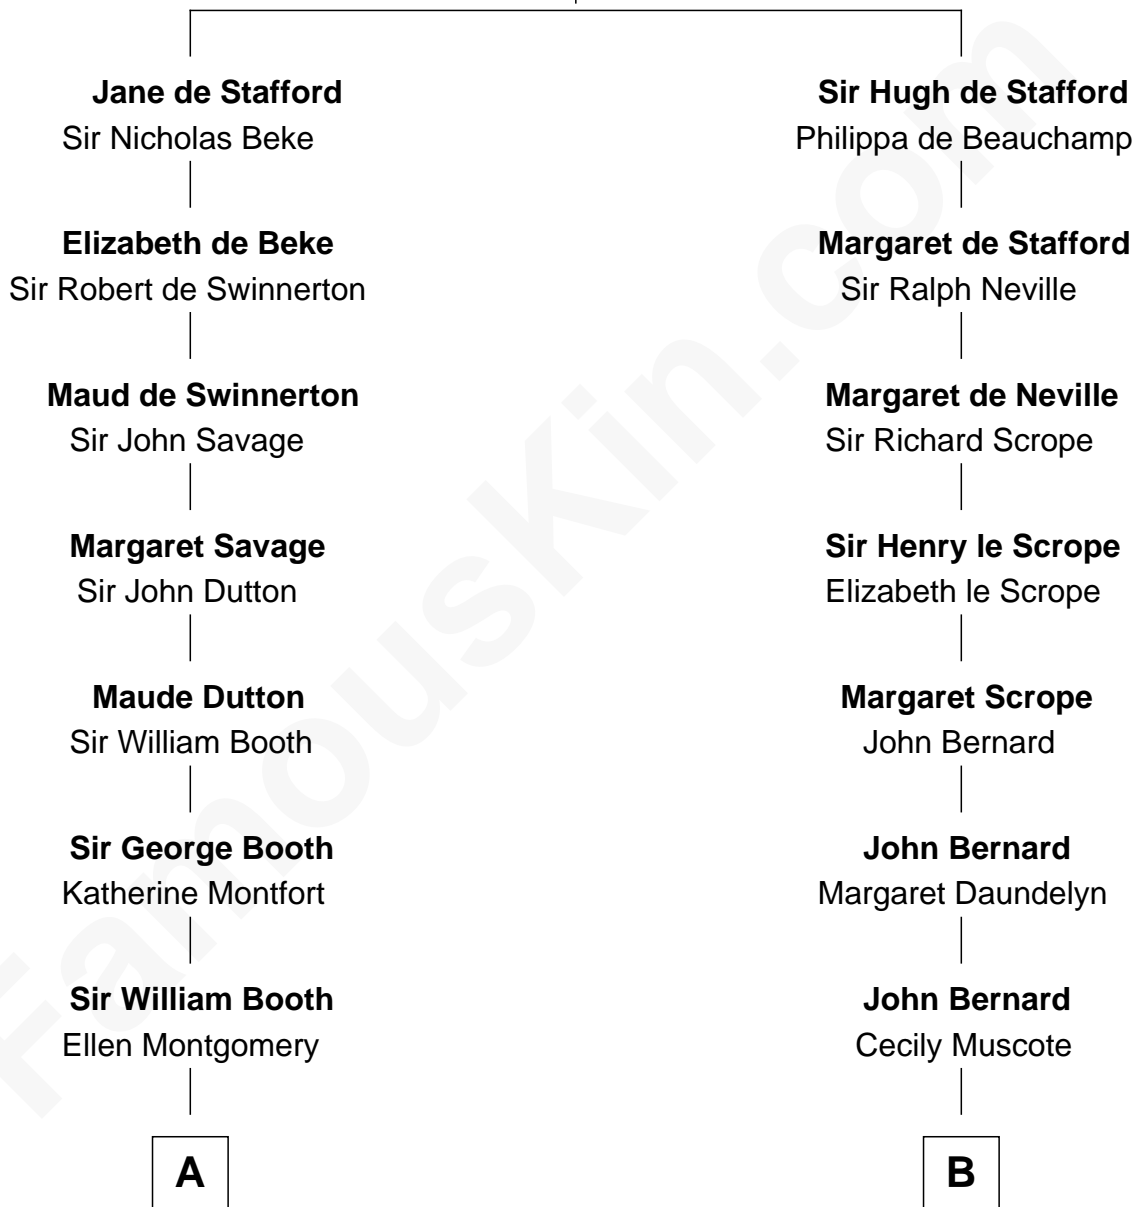 Jane de Stafford
Sir Nicholas Beke
Elizabeth de Beke
Sir Robert de Swinnerton
Maud de Swinnerton
Sir John Savage
Margaret Savage
Sir John Dutton
Maude Dutton
Sir William Booth
Sir George Booth
Katherine Montfort
Sir William Booth
Ellen Montgomery
A
Sir Hugh de Stafford
Philippa de Beauchamp
Margaret de Stafford
Sir Ralph Neville
Margaret de Neville
Sir Richard Scrope
Sir Henry le Scrope
Elizabeth le Scrope
Margaret Scrope
John Bernard
John Bernard
Margaret Daundelyn
John Bernard
Cecily Muscote
B
FamousKin.com